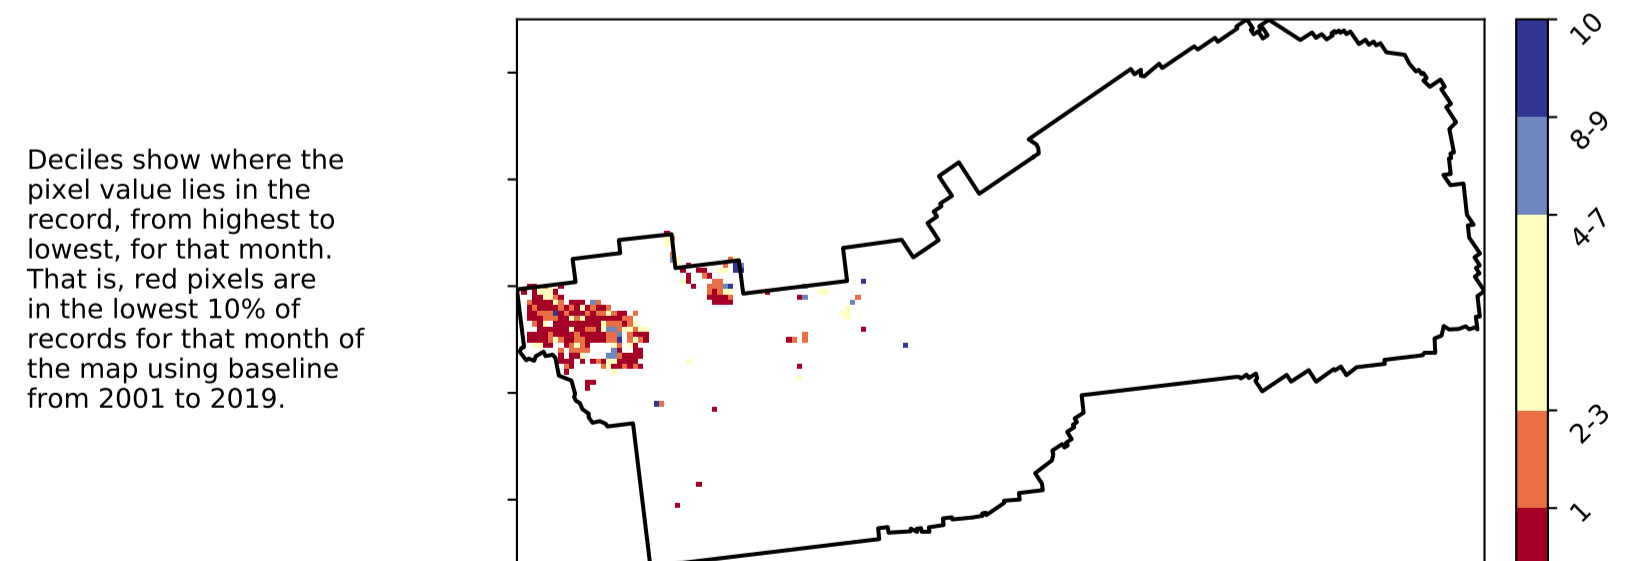 Deciles show where the
pixel value lies in the
record, from highest to
lowest, for that month.
That is, red pixels are
in the lowest 10% of
records for that month of
the map using baseline
from 2001 to 2019.
10
8-9
4-7
2-3
1